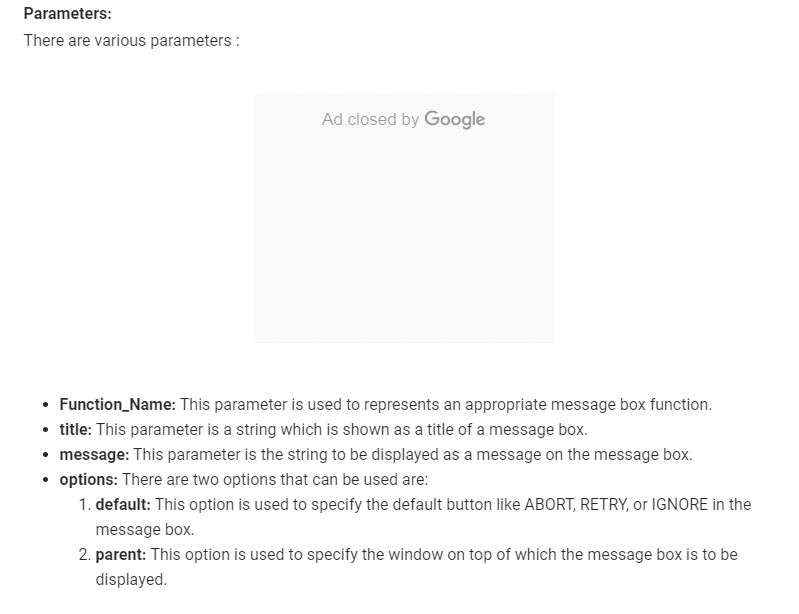 Parameters:
There are various parameters :
Ad closed by Google
• Function_Name: This parameter is used to represents an appropriate message box function.
• title: This parameter is a string which is shown as a title of a message box.
• message: This parameter is the string to be displayed as a message on the message box.
• options: There are two options that can be used are:
1. default: This option is used to specify the default button like ABORT, RETRY, or IGNORE in the
message box.
2. parent: This option is used to specify the window on top of which the message box is to be
displayed.